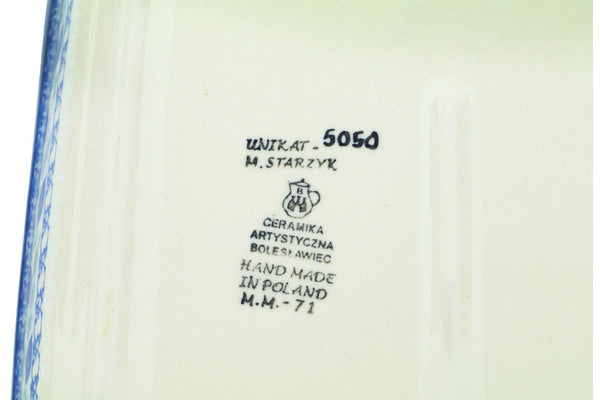 UNIKAT - 5050
M. STARZYK
CERAMIKA
ARTYSTYCZNA
BOLESŁAWIEC
HAND MADE
IN POLAND
M.M. - 71